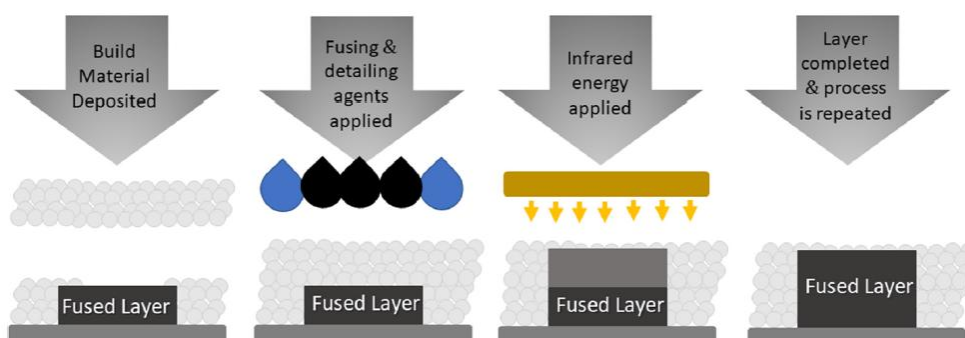 Build
Material
Deposited
Fusing &
detailing
agents
applied
Infrared
energy
applied
Layer
completed
& process
is repeated
Fused Layer
Fused Layer
Fused Layer
Fused Layer